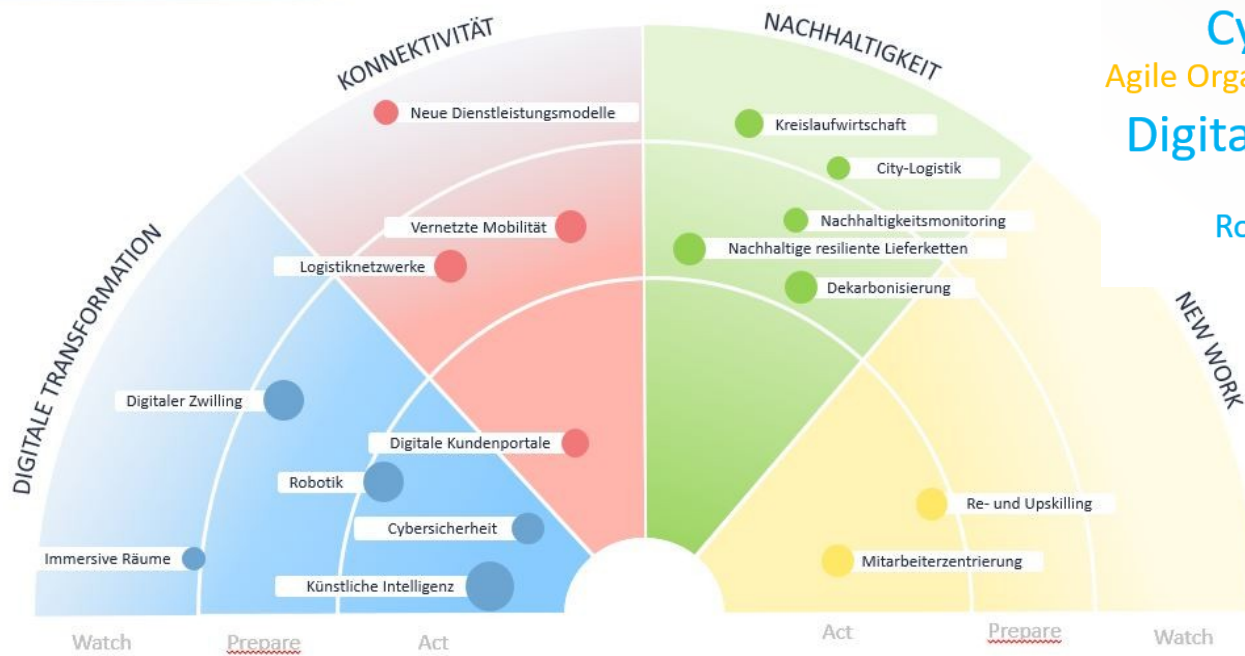 DIGITALE TRANSFORMATION
KONNEKTIVITÄT
NACHHALTIGKEIT
NEW WORK
Neue Dienstleistungsmodelle
Vernetzte Mobilität
Logistiknetzwerke
Digitale Kundenportale
Kreislaufwirtschaft
City-Logistik
Nachhaltigkeitsmonitoring
Nachhaltige resiliente Lieferketten
Dekarbonisierung
Digitaler Zwilling
Robotik
Cybersicherheit
Immersive Räume
Künstliche Intelligenz
Re- und Upskilling
Mitarbeiterzentrierung
Watch
Prepare
Act
Act
Prepare
Watch
Agile